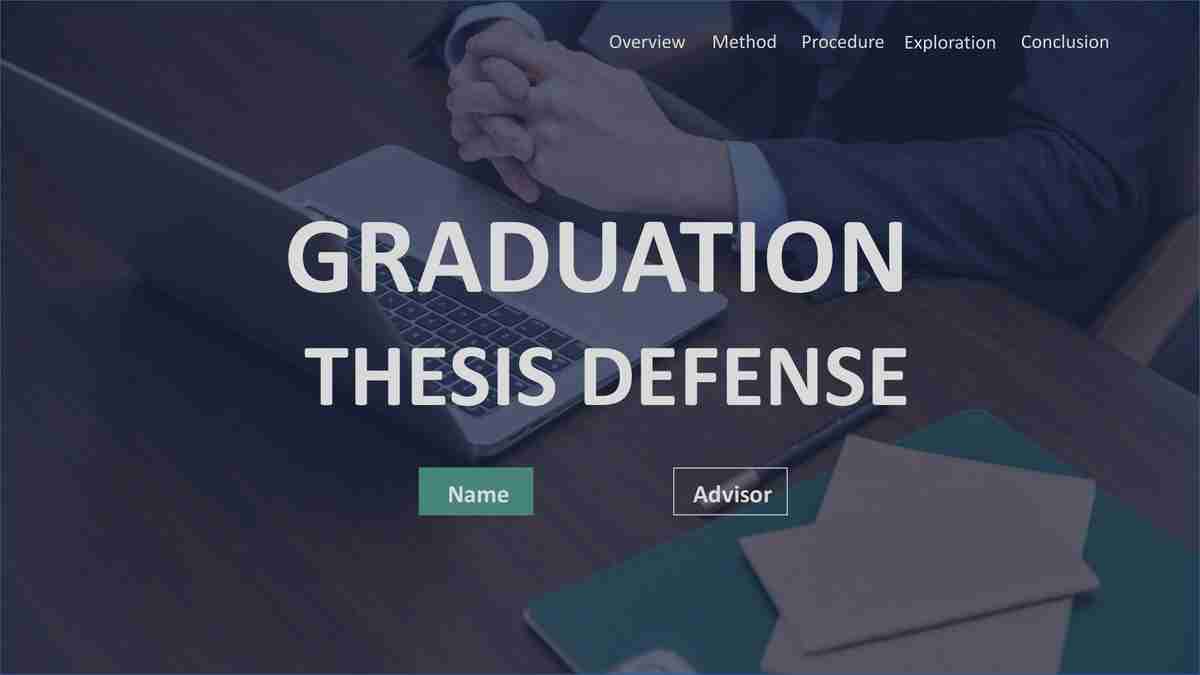 Overview Method Procedure Exploration Conclusion
GRADUATION
THESIS DEFENSE
Name Advisor